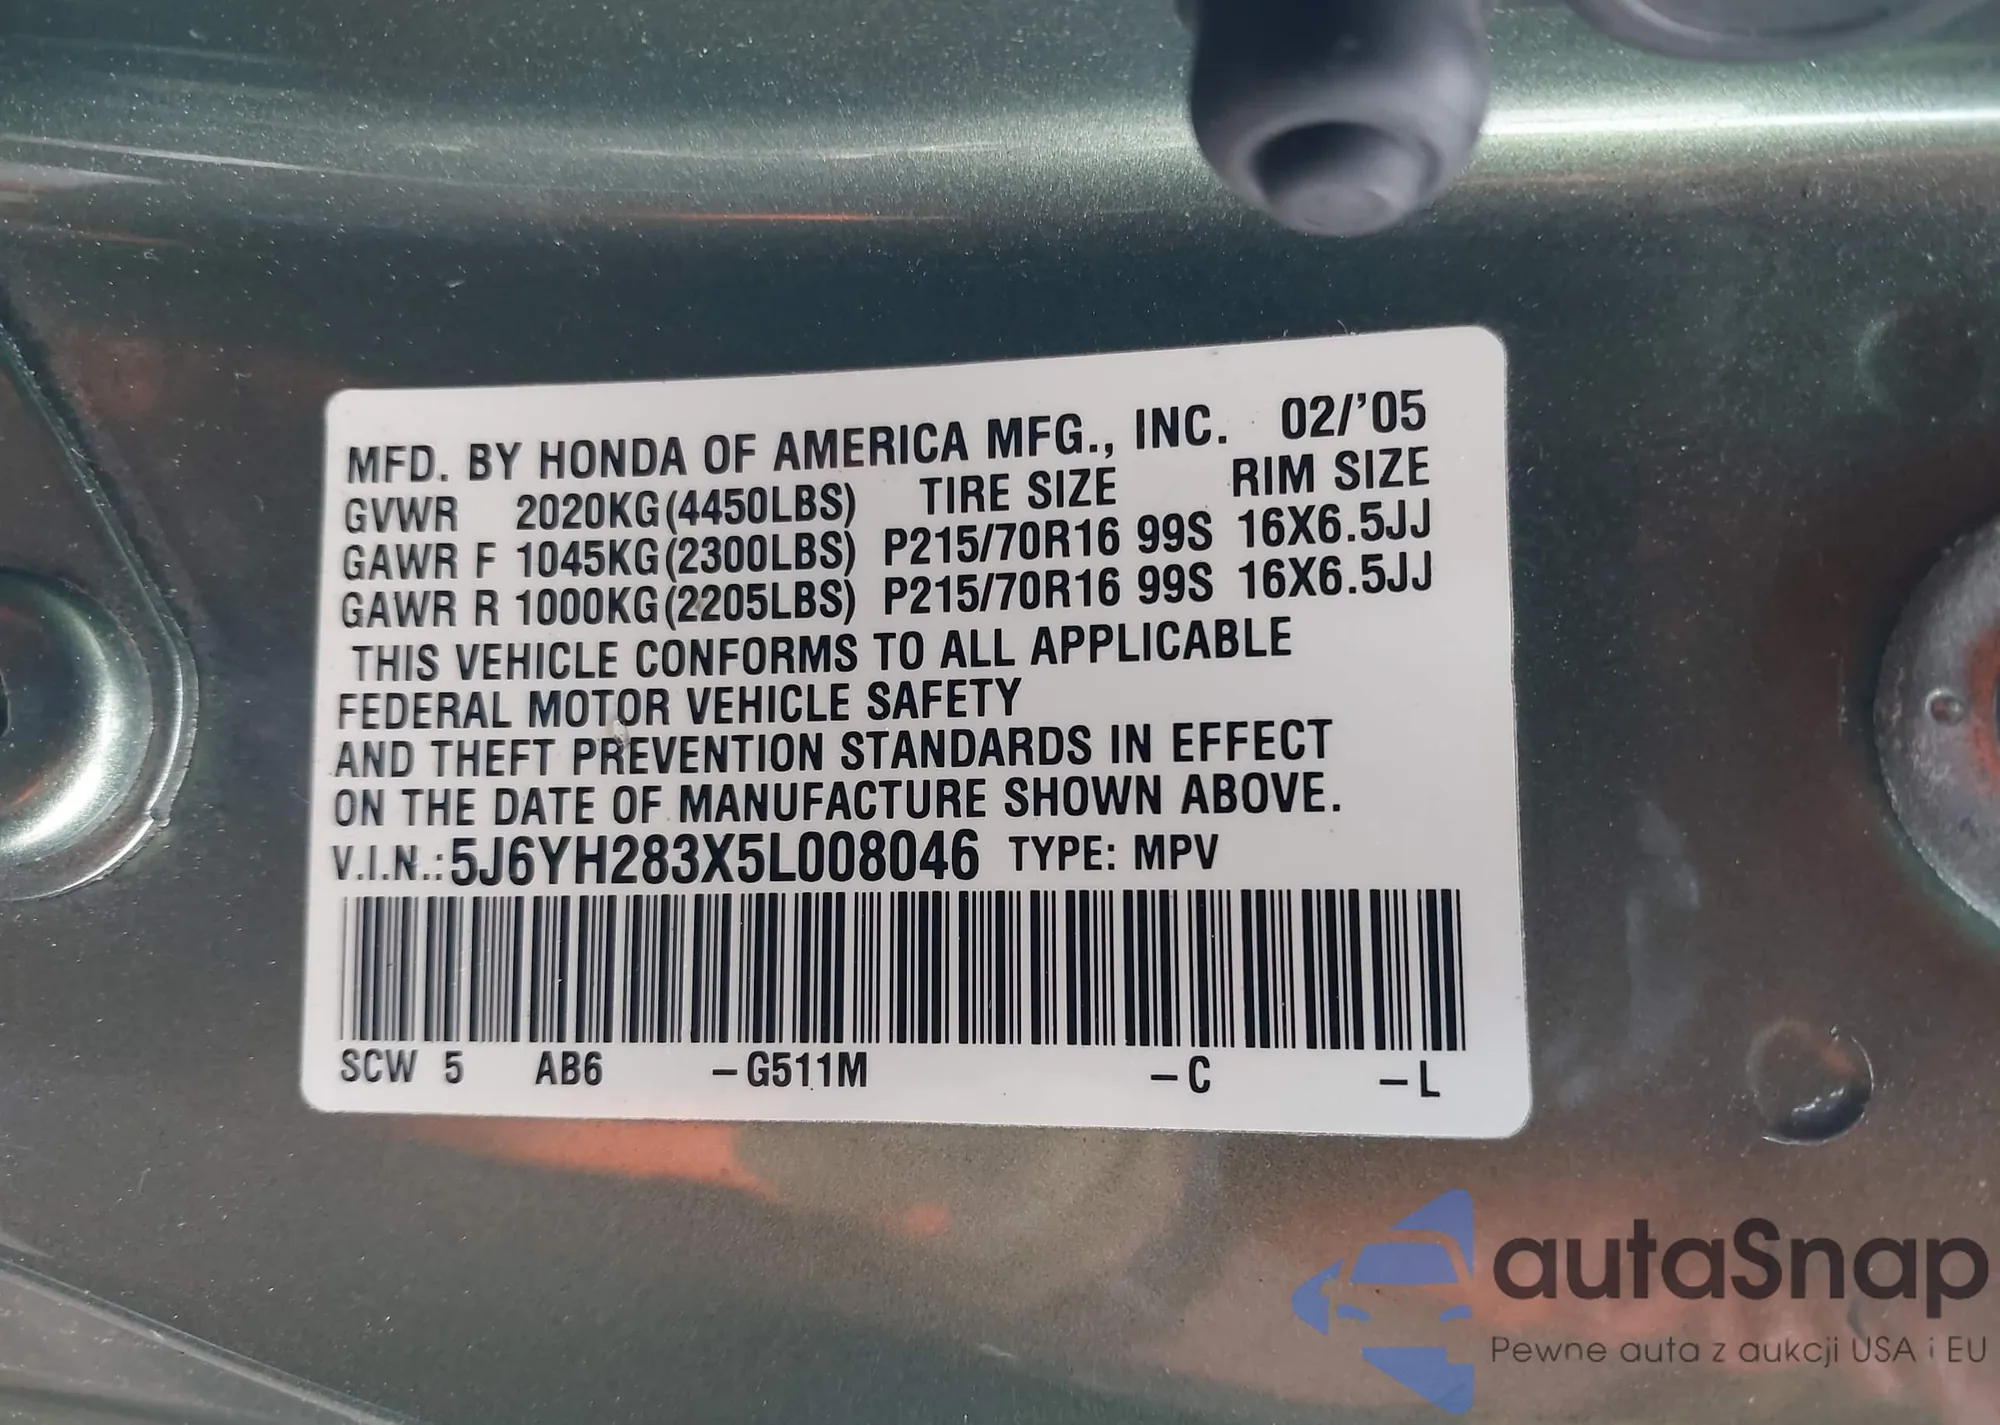 MFD. BY HONDA OF AMERICA MFG., INC. 02/'05
GVWR 2020KG(4450LBS) TIRE SIZE RIM SIZE
GAWR F 1045KG(2300LBS) P215/70R16 99S 16X6.5JJ
GAWR R 1000KG(2205LBS) P215/70R16 99S 16X6.5JJ
THIS VEHICLE CONFORMS TO ALL APPLICABLE
FEDERAL MOTOR VEHICLE SAFETY
AND THEFT PREVENTION STANDARDS IN EFFECT
ON THE DATE OF MANUFACTURE SHOWN ABOVE.
V.I.N.: 5J6YH283X5L008046 TYPE: MPV
SCW 5 AB6 –G511M –C –L
autaSnap
Pewne auta z aukcji USA i EU